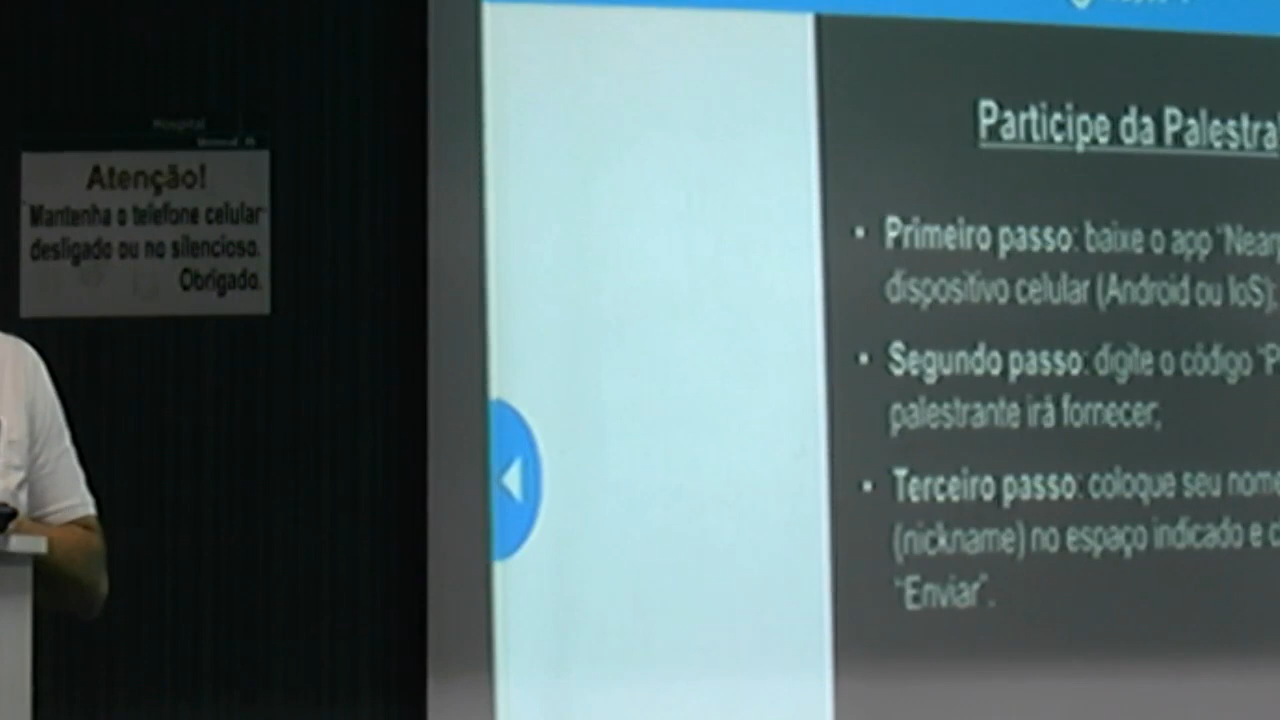 Hospital
Atenção!
Mantenha o telefone celular
desligado ou no silencioso.
Obrigado.
Participe da Palestra
• Primeiro passo: baixe o app “Nearp
dispositivo celular (Android ou IoS);
• Segundo passo: digite o código “P
palestrante irá fornecer;
• Terceiro passo: coloque seu nome
(nickname) no espaço indicado e c
“Enviar”.